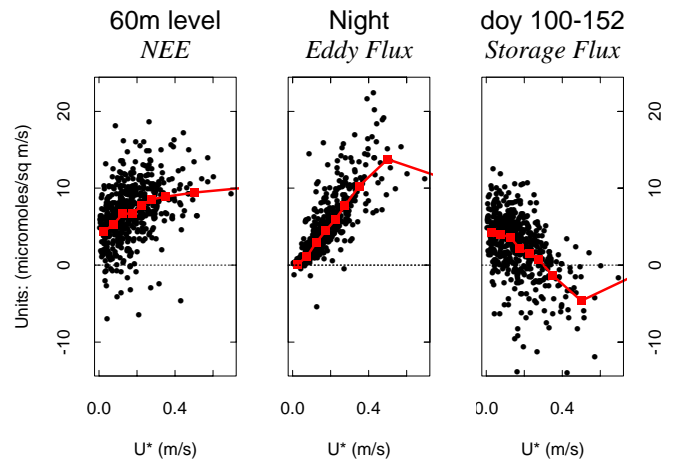 60m level Night doy 100-152
NEE Eddy Flux Storage Flux
Units: (micromoles/sq m/s)
20 20
10 10
0 0
-10 -10
0.0 0.4 0.0 0.4 0.0 0.4
U* (m/s) U* (m/s) U* (m/s)